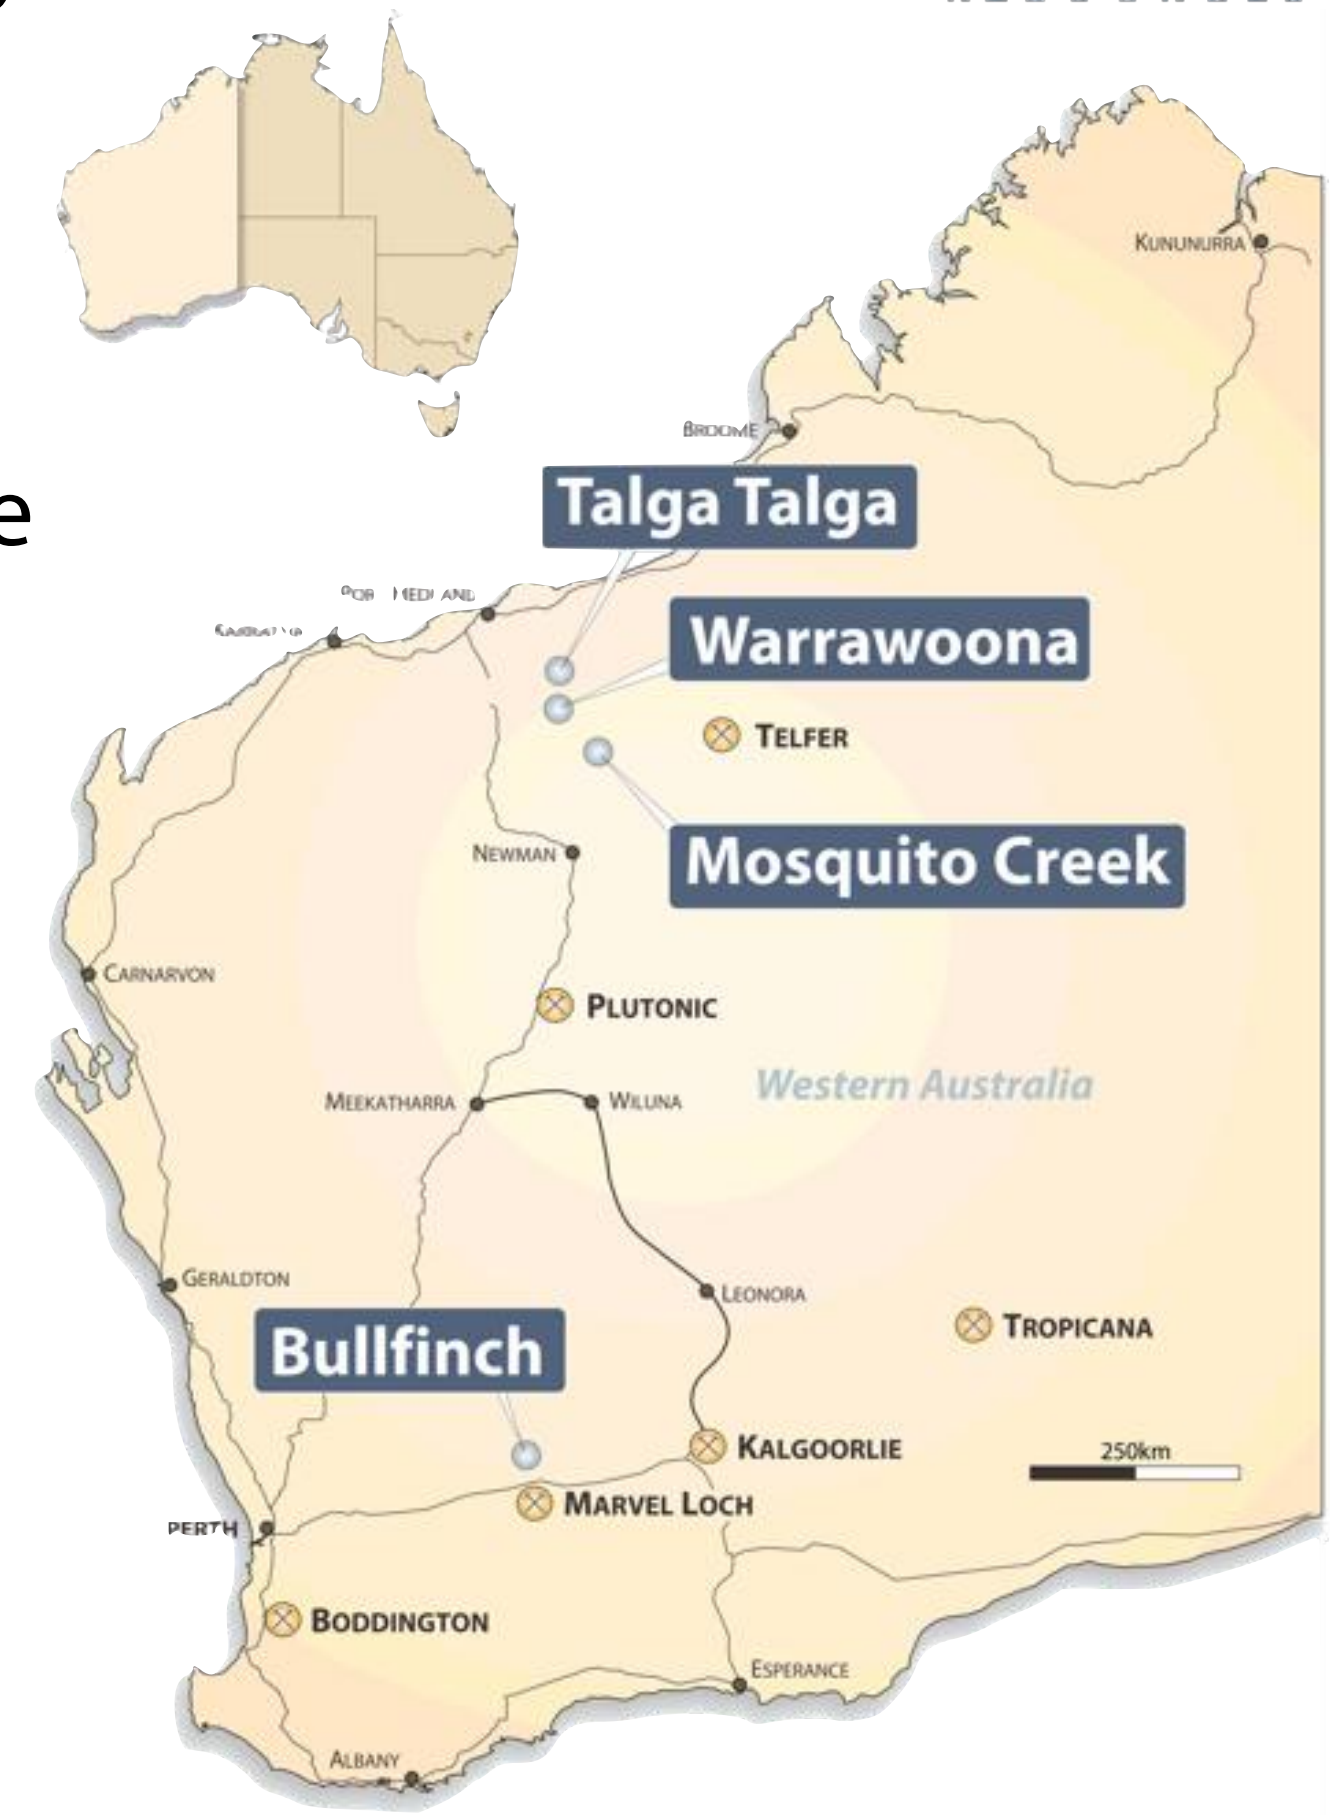 e
KUNUNURRA
BROOME
Talga Talga
Warrawoona
TELFER
Mosquito Creek
NEWMAN
CARNARVON
PLUTONIC
Western Australia
MEEKATHARRA
WILUNA
GERALDTON
LEONORA
Bullfinch
TROPICANA
KALGOORLIE
250km
MARVEL LOCH
PERTH
BODDINGTON
ESPERANCE
ALBANY